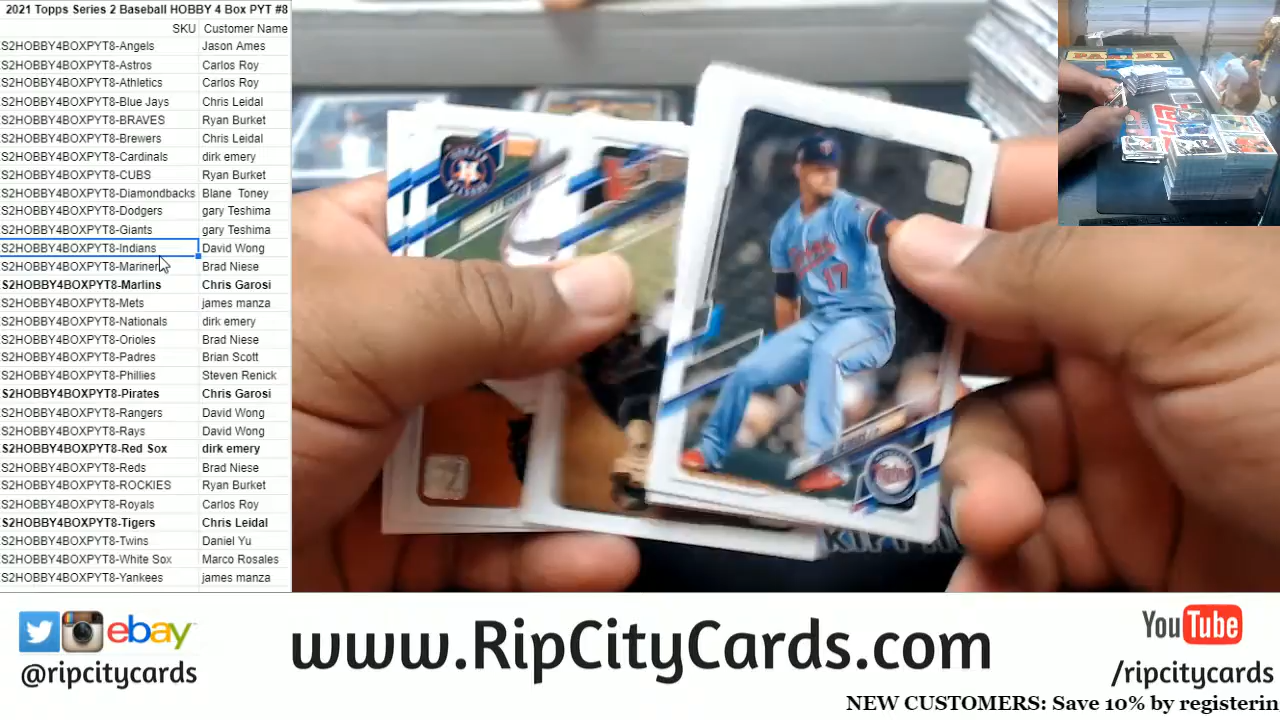 2021 Topps Series 2 Baseball HOBBY 4 Box PYT #8
SKU Customer Name
S2HOBBY4BOXPYT8-Angels Jason Ames
S2HOBBY4BOXPYT8-Astros Carlos Roy
S2HOBBY4BOXPYT8-Athletics Carlos Roy
S2HOBBY4BOXPYT8-Blue Jays Chris Leidal
S2HOBBY4BOXPYT8-BRAVES Ryan Burket
S2HOBBY4BOXPYT8-Brewers Chris Leidal
S2HOBBY4BOXPYT8-Cardinals dirk emery
S2HOBBY4BOXPYT8-CUBS Ryan Burket
S2HOBBY4BOXPYT8-Diamondbacks Blane Toney
S2HOBBY4BOXPYT8-Dodgers gary Teshima
S2HOBBY4BOXPYT8-Giants gary Teshima
S2HOBBY4BOXPYT8-Indians David Wong
S2HOBBY4BOXPYT8-Mariner Brad Niese
S2HOBBY4BOXPYT8-Marlins Chris Garosi
S2HOBBY4BOXPYT8-Mets james manza
S2HOBBY4BOXPYT8-Nationals dirk emery
S2HOBBY4BOXPYT8-Orioles Brad Niese
S2HOBBY4BOXPYT8-Padres Brian Scott
S2HOBBY4BOXPYT8-Phillies Steven Renick
S2HOBBY4BOXPYT8-Pirates Chris Garosi
S2HOBBY4BOXPYT8-Rangers David Wong
S2HOBBY4BOXPYT8-Rays David Wong
S2HOBBY4BOXPYT8-Red Sox dirk emery
S2HOBBY4BOXPYT8-Reds Brad Niese
S2HOBBY4BOXPYT8-ROCKIES Ryan Burket
S2HOBBY4BOXPYT8-Royals Carlos Roy
S2HOBBY4BOXPYT8-Tigers Chris Leidal
S2HOBBY4BOXPYT8-Twins Daniel Yu
S2HOBBY4BOXPYT8-White Sox Marco Rosales
S2HOBBY4BOXPYT8-Yankees james manza
PANINI
17
ebay
@ripcitycards
www.RipCityCards.com
YouTube
/ripcitycards
NEW CUSTOMERS: Save 10% by registerin